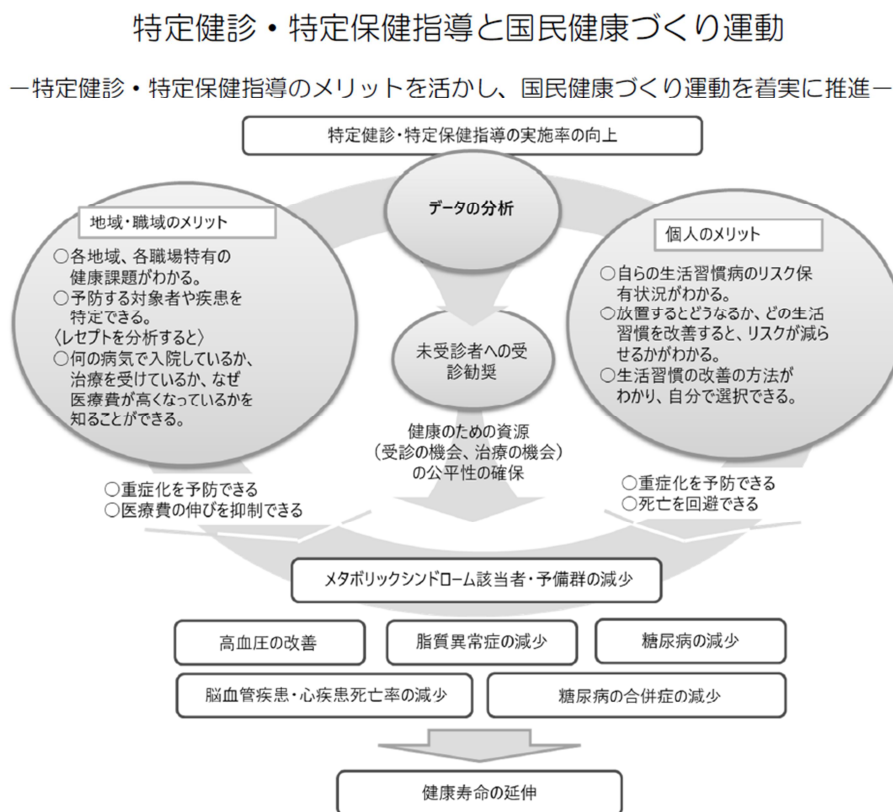 特定健診・特定保健指導と国民健康づくり運動
－特定健診・特定保健指導のメリットを活かし、国民健康づくり運動を着実に推進－
特定健診・特定保健指導の実施率の向上
データの分析
地域・職域のメリット
○各地域、各職場特有の
健康課題がわかる。
○予防する対象者や疾患を
特定できる。
〈レセプトを分析すると〉
○何の病気で入院しているか、
治療を受けているか、なぜ
医療費が高くなっているかを
知ることができる。
個人のメリット
○自らの生活習慣病のリスク保
有状況がわかる。
○放置するとどうなるか、どの生活
習慣を改善すると、リスクが減ら
せるかがわかる。
○生活習慣の改善の方法が
わかり、自分で選択できる。
未受診者への受
診勧奨
健康のための資源
(受診の機会、治療の機会)
の公平性の確保
○重症化を予防できる
○医療費の伸びを抑制できる
○重症化を予防できる
○死亡を回避できる
メタボリックシンドローム該当者・予備群の減少
高血圧の改善
脂質異常症の減少
糖尿病の減少
脳血管疾患・心疾患死亡率の減少
糖尿病の合併症の減少
健康寿命の延伸